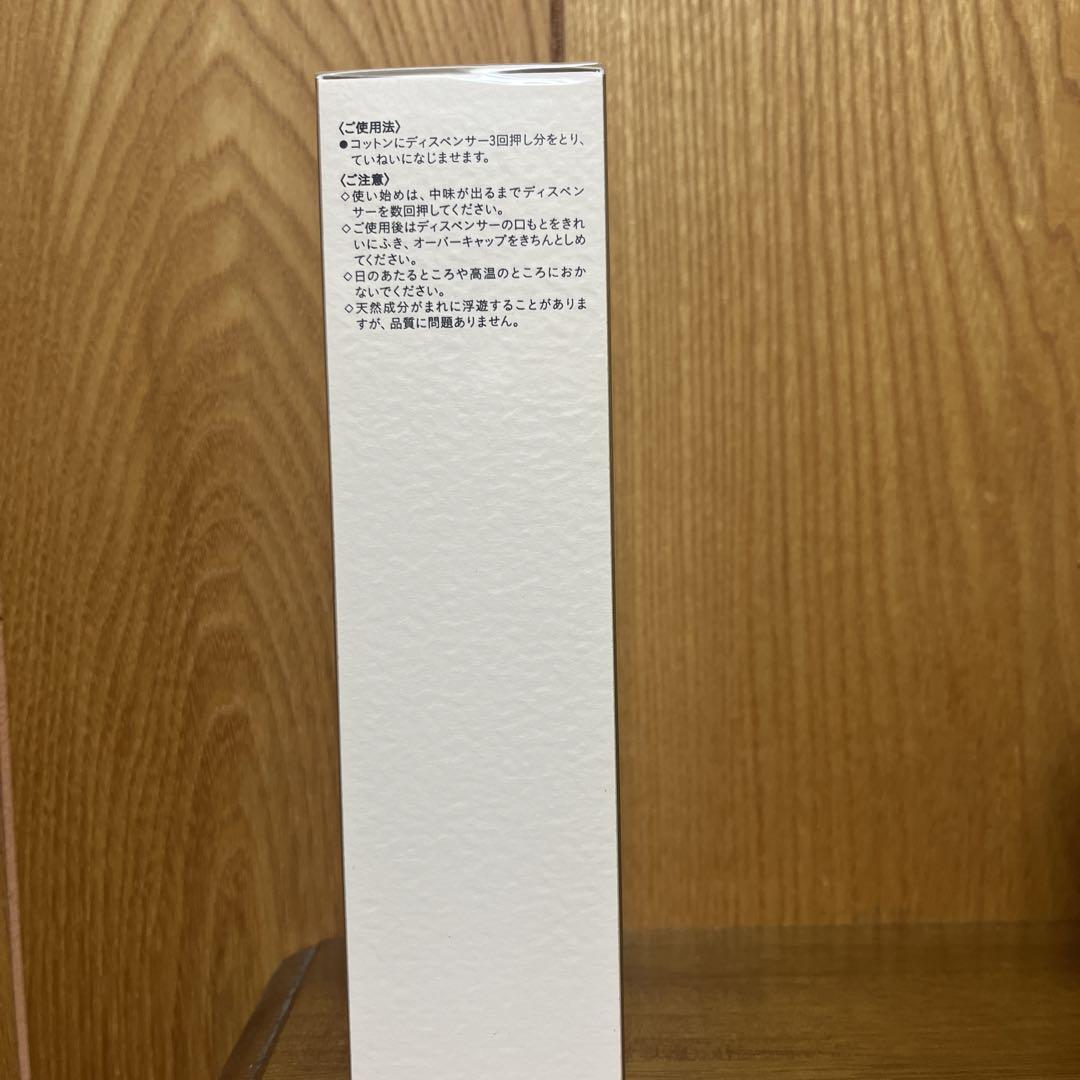 〈ご使用法〉
●コットンにディスペンサー3回押し分をとり、
ていねいになじませます。
〈ご注意〉
◇使い始めは、中味が出るまでディスペン
サーを数回押してください。
◇ご使用後はディスペンサーの口もとをきれ
いにふき、オーバーキャップをきちんとしめ
てください。
◇日のあたるところや高温のところにおか
ないでください。
◇天然成分がまれに浮遊することがありま
すが、品質に問題ありません。